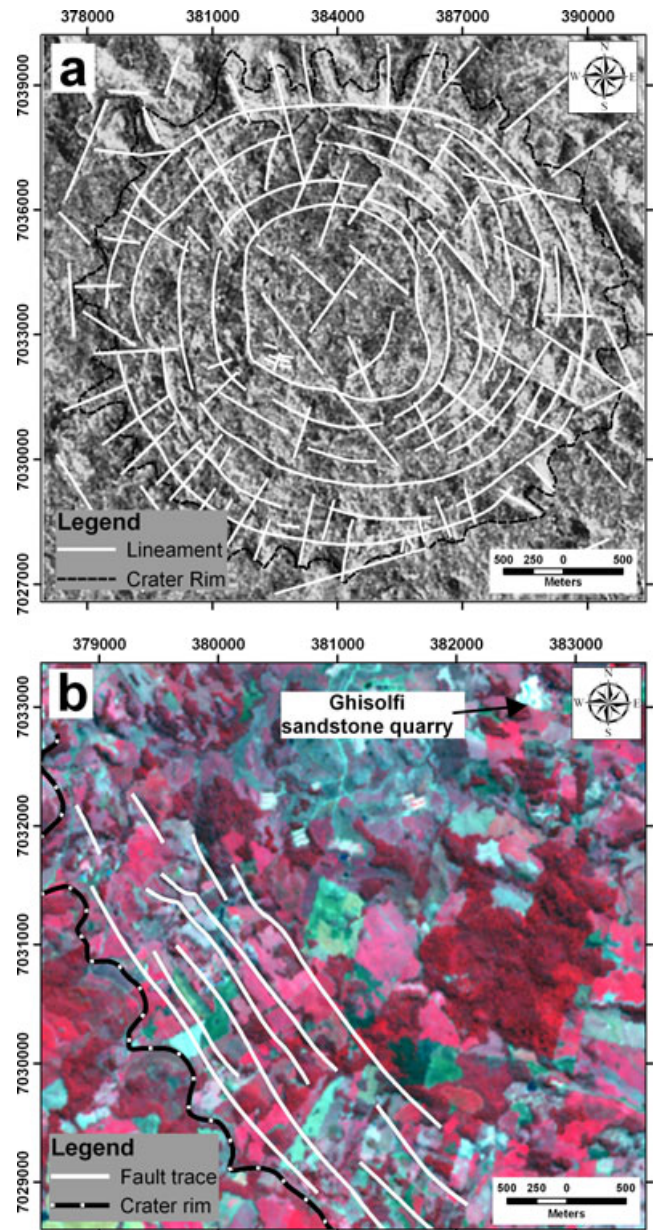 378000 381000 384000 387000 390000
a
N
W E
S
7039000
7036000
7033000
7030000
7027000
Legend
Lineament
Crater Rim
500 250 0 500
Meters
379000 380000 381000 382000 383000
b
Ghisolfi
sandstone quarry
N
W E
S
7033000
7032000
7031000
7030000
7029000
Legend
Fault trace
Crater rim
500 250 0 500
Meters